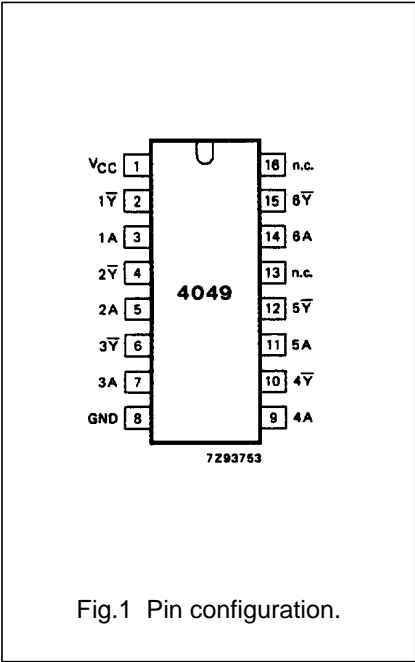 VCC 1 16 n.c.
1Y̅ 2 15 6Y̅
1A 3 14 6A
2Y̅ 4 13 n.c.
4049
2A 5 12 5Y̅
3Y̅ 6 11 5A
3A 7 10 4Y̅
GND 8 9 4A
7Z93753
Fig.1 Pin configuration.